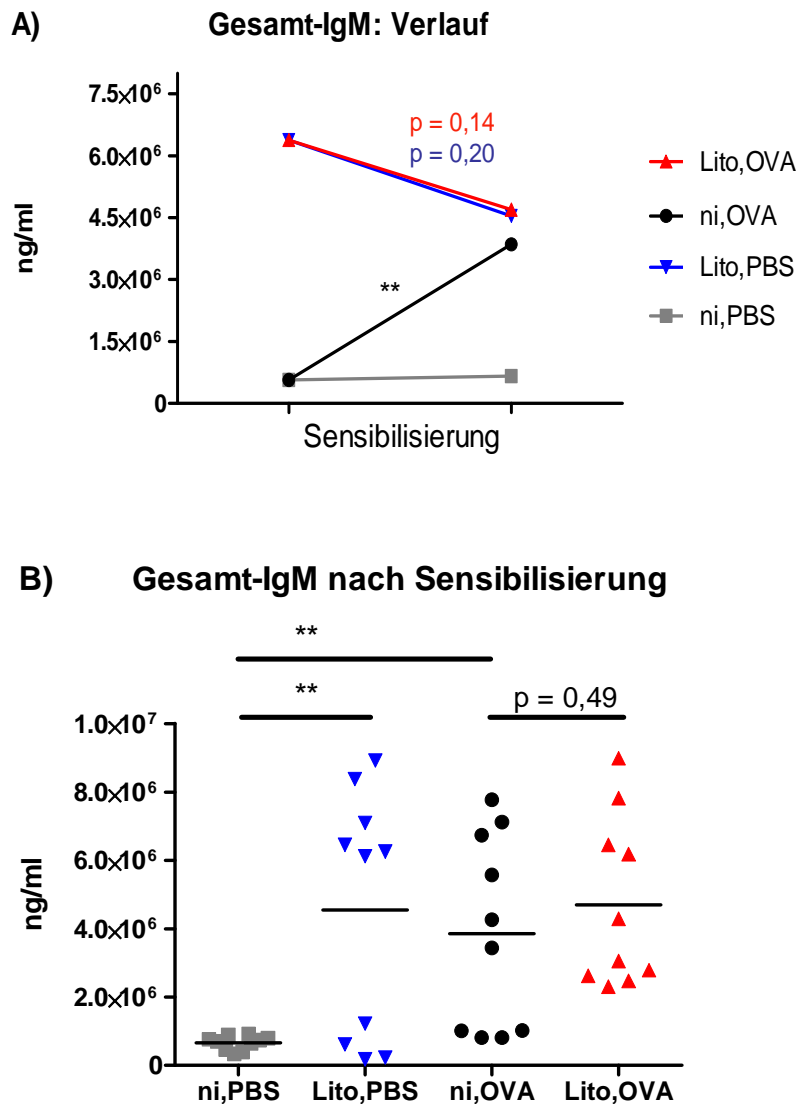 A)
Gesamt-IgM: Verlauf
7.5×10⁶
6.0×10⁶
4.5×10⁶
3.0×10⁶
1.5×10⁶
0
ng/ml
p = 0,14
p = 0,20
**
Sensibilisierung
Lito,OVA
ni,OVA
Lito,PBS
ni,PBS
B)
Gesamt-IgM nach Sensibilisierung
**
**
p = 0,49
1.0×10⁷
8.0×10⁶
6.0×10⁶
4.0×10⁶
2.0×10⁶
0
ng/ml
ni,PBS
Lito,PBS
ni,OVA
Lito,OVA